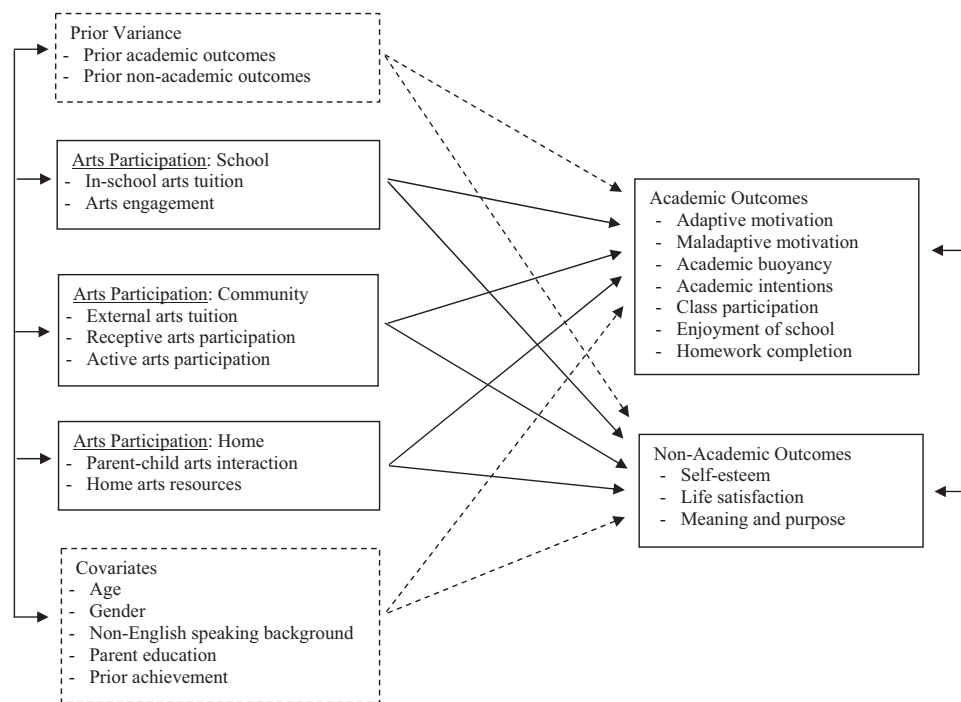 Prior Variance
- Prior academic outcomes
- Prior non-academic outcomes
Arts Participation: School
- In-school arts tuition
- Arts engagement
Arts Participation: Community
- External arts tuition
- Receptive arts participation
- Active arts participation
Arts Participation: Home
- Parent-child arts interaction
- Home arts resources
Covariates
- Age
- Gender
- Non-English speaking background
- Parent education
- Prior achievement
Academic Outcomes
- Adaptive motivation
- Maladaptive motivation
- Academic buoyancy
- Academic intentions
- Class participation
- Enjoyment of school
- Homework completion
Non-Academic Outcomes
- Self-esteem
- Life satisfaction
- Meaning and purpose